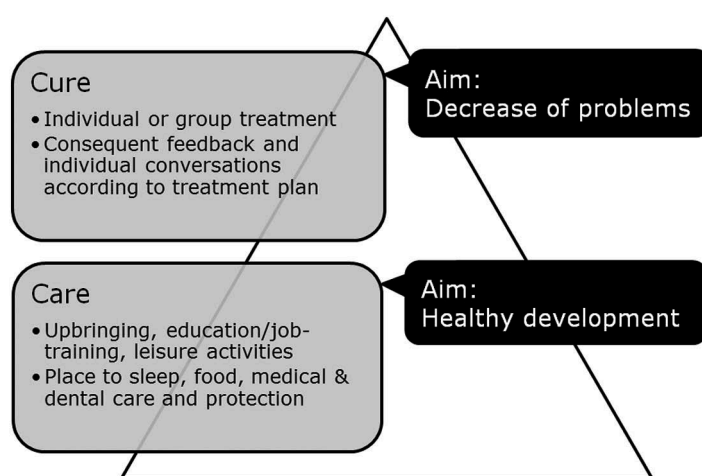 Cure
• Individual or group treatment
• Consequent feedback and
individual conversations
according to treatment plan
Aim:
Decrease of problems
Care
• Upbringing, education/job-
training, leisure activities
• Place to sleep, food, medical &
dental care and protection
Aim:
Healthy development